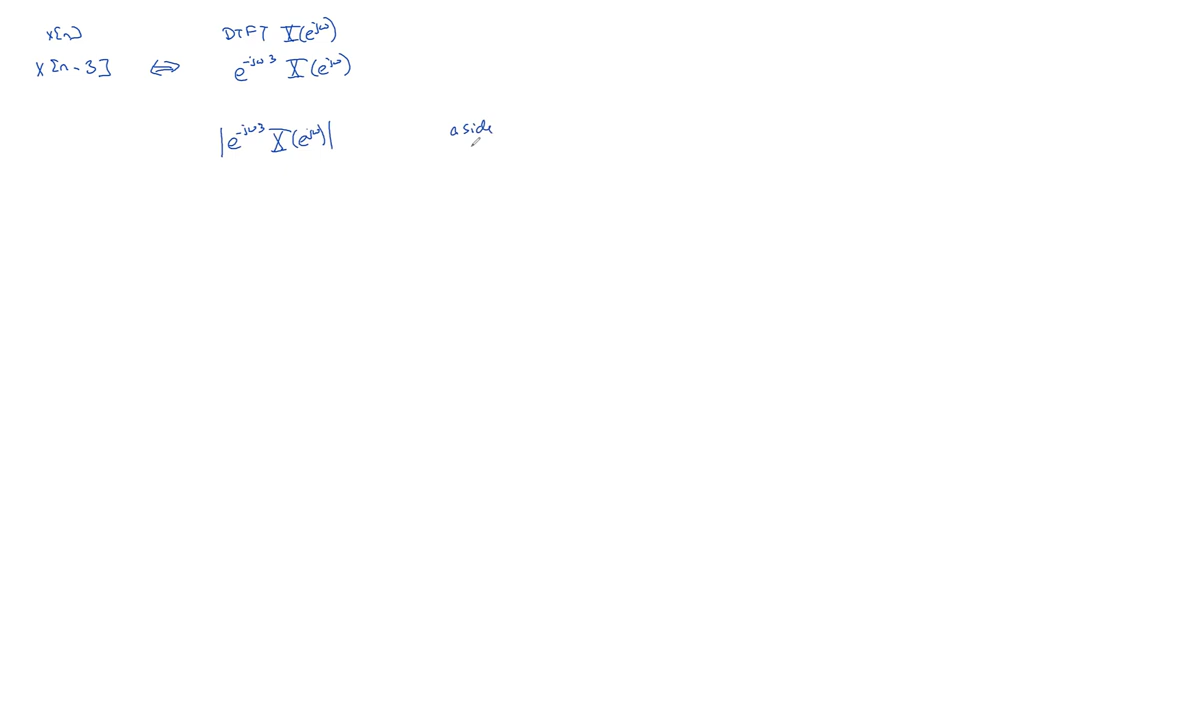 x[n] DTFT X(e^{jω})
x[n-3] ⇔ e^{-jω3} X(e^{jω})
|e^{-jω3} X(e^{jω})| aside